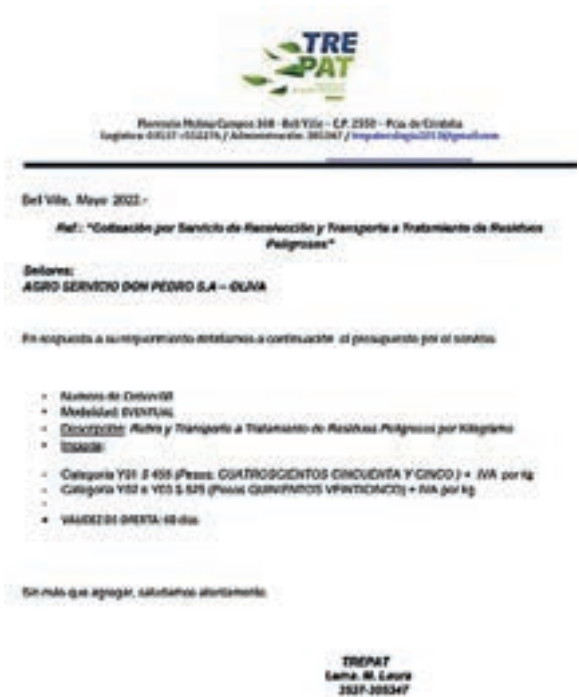 TRE
PAT
Bell Ville, Mayo 2022.-
Ref.: "Cotización por Servicio de Recolección y Transporte a Tratamiento de Residuos
Peligrosos"
Señores:
AGRO SERVICIO DON PEDRO S.A – OLIVA
En respuesta a su requerimiento detallamos a continuación el presupuesto por el servicio
Modalidad: EVENTUAL
Descripción: Retiro y Transporte a Tratamiento de Residuos Peligrosos por Kilogramo
Importe:
Categoría Y01 $ 455 (Pesos: CUATROSCIENTOS CINCUENTA Y CINCO) + IVA por kg
Categoría Y02 e Y03 $ 525 (Pesos QUINIENTOS VEINTICINCO) + IVA por kg
VALIDEZ DE OFERTA: días
Sin más que agregar, saludamos atentamente.
TREPAT
Lama. M. Laura